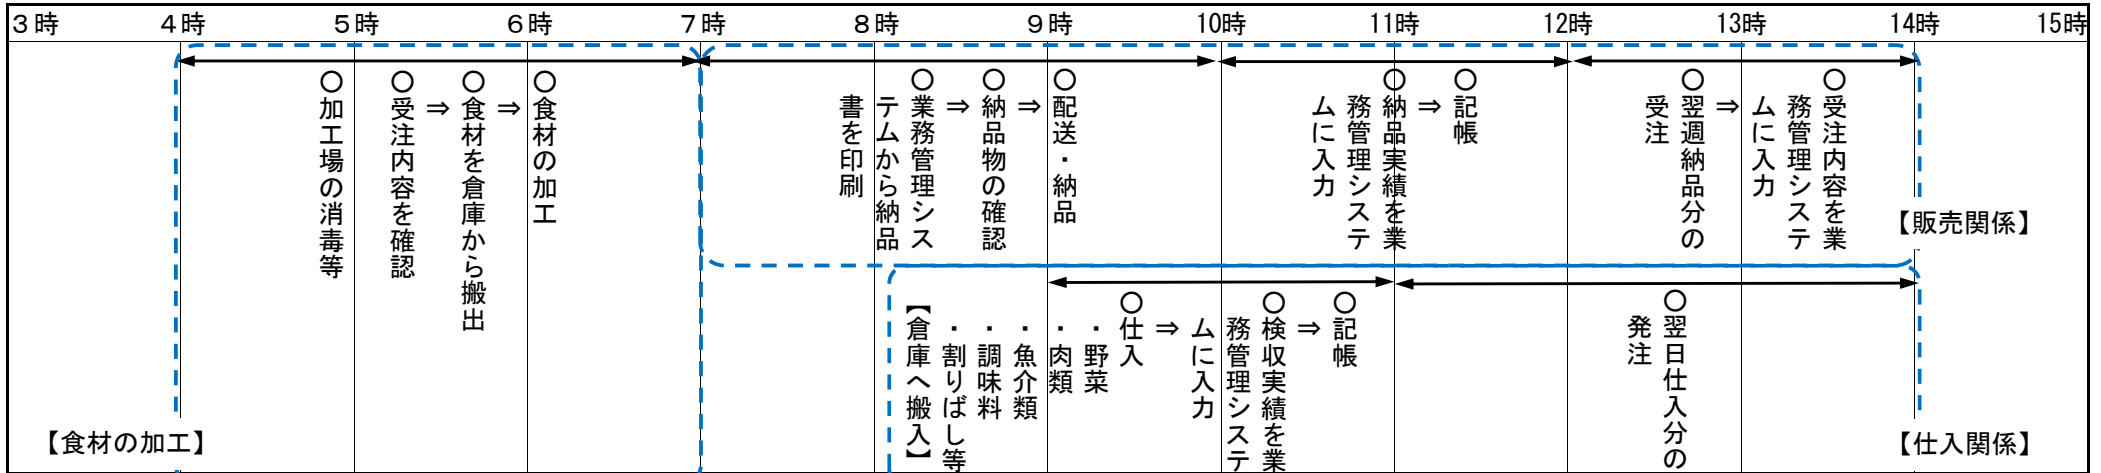 3時 4時 5時 6時 7時 8時 9時 10時 11時 12時 13時 14時 15時
○加工場の消毒等
○受注内容を確認
⇒
○食材を倉庫から搬出
⇒
○食材の加工
【食材の加工】
○業務管理シス
テムから納品
書を印刷
⇒
○納品物の確認
⇒
○配送・納品
○納品実績を業
務管理システ
ムに入力
⇒
○記帳
○翌週納品分の
受注
⇒
○受注内容を業
務管理システ
ムに入力
【販売関係】
○仕入
・野菜
・肉類
・魚介類
・調味料
・割りばし等
【倉庫へ搬入】
⇒
○検収実績を業
務管理システ
ムに入力
⇒
○記帳
○翌日仕入分の
発注
【仕入関係】